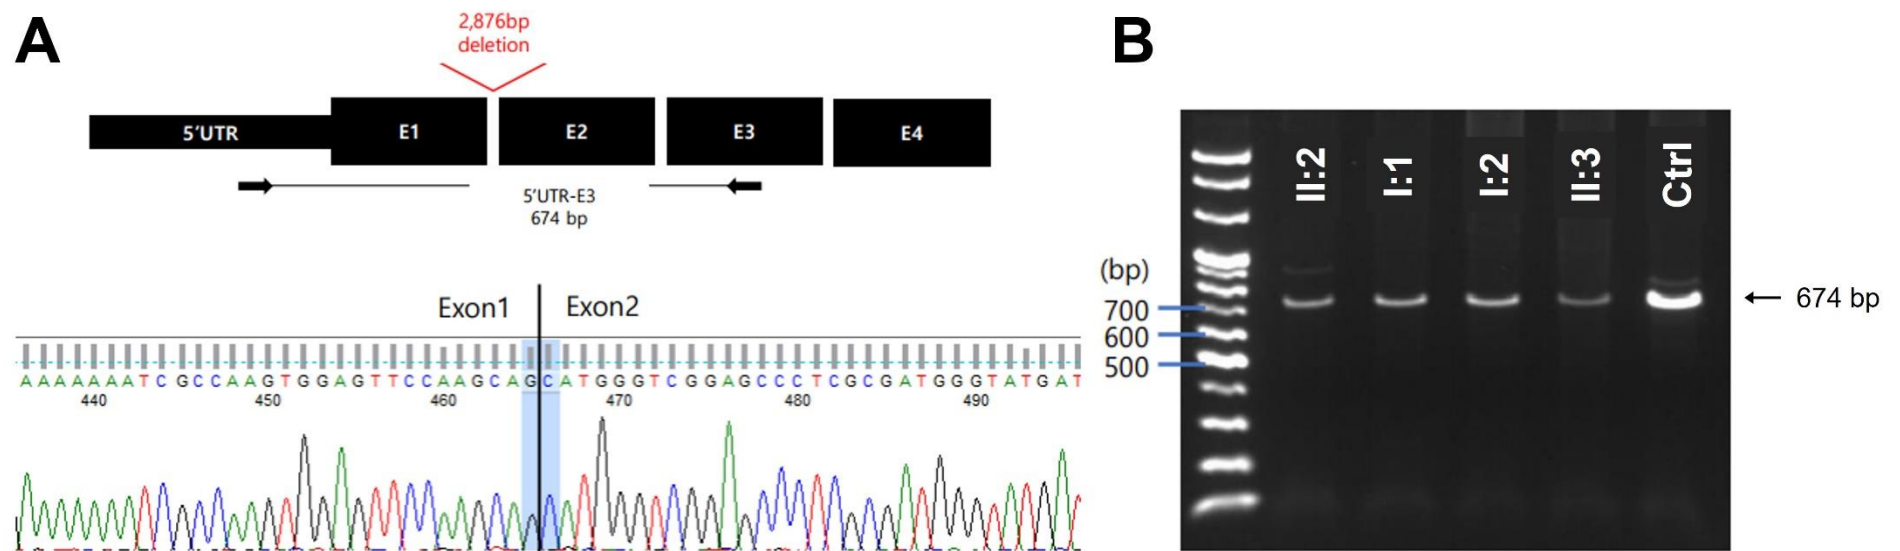 A
2,876bp
deletion
5'UTR E1 E2 E3 E4
5'UTR-E3
674 bp
Exon1 Exon2
AAAAAAATCGCCAAGTGGAGTTCCAAGCAGCATGGGTCGGAGCCCTCGCGATGGGTATGAT
440 450 460 470 480 490
B
II:2 I:1 I:2 II:3 Ctrl
(bp)
700
600
500
674 bp